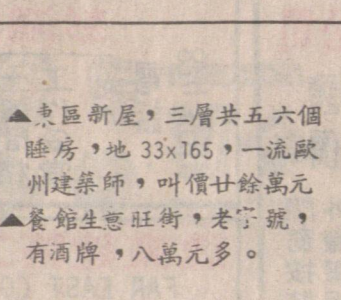 ▲東區新屋，三層共五六個
睡房，地 33x165，一流歐
州建築師，叫價廿餘萬元
▲餐館生意旺街，老字號，
有酒牌，八萬元多。